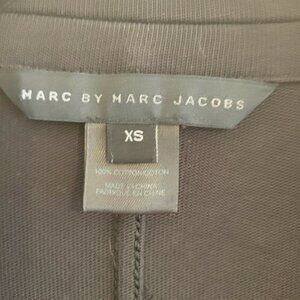 MARC BY MARC JACOBS
XS
100% COTTON/COTON
MADE IN CHINA
FABRIQUÉ EN CHINE